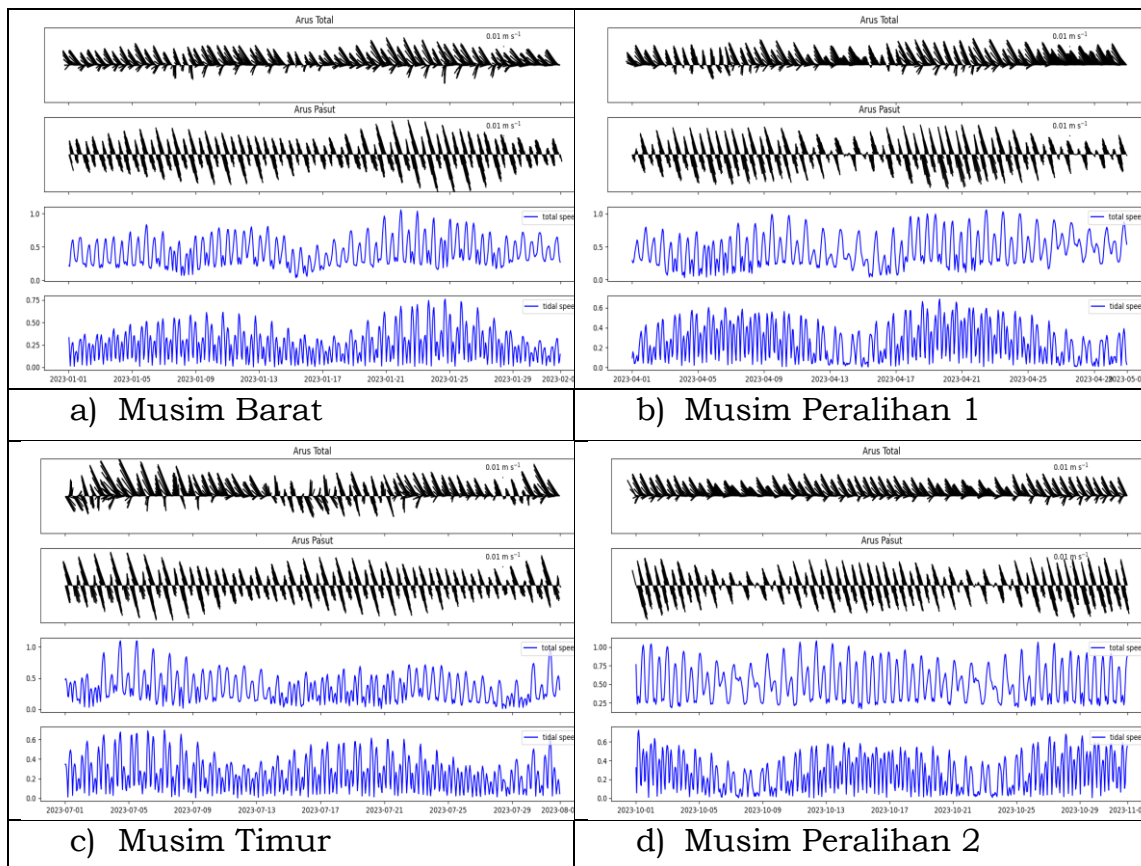 Arus Total
0.01 m s⁻¹
Arus Pasut
0.01 m s⁻¹
total spee
1.0
0.5
0.0
tidal spee
0.75
0.50
0.25
0.00
2023-01-01 2023-01-05 2023-01-09 2023-01-13 2023-01-17 2023-01-21 2023-01-25 2023-01-29 2023-02-0
a) Musim Barat
Arus Total
0.01 m s⁻¹
Arus Pasut
0.01 m s⁻¹
total spee
1.0
0.5
0.0
tidal spee
0.6
0.4
0.2
0.0
2023-04-01 2023-04-05 2023-04-09 2023-04-13 2023-04-17 2023-04-21 2023-04-25 2023-05-0
b) Musim Peralihan 1
Arus Total
0.01 m s⁻¹
Arus Pasut
0.01 m s⁻¹
total spee
1.0
0.5
0.0
tidal spee
0.6
0.4
0.2
0.0
2023-07-01 2023-07-05 2023-07-09 2023-07-13 2023-07-17 2023-07-21 2023-07-25 2023-07-29 2023-08-0
c) Musim Timur
Arus Total
0.01 m s⁻¹
Arus Pasut
0.01 m s⁻¹
total spee
1.00
0.75
0.50
0.25
tidal spee
0.6
0.4
0.2
0.0
2023-10-01 2023-10-05 2023-10-09 2023-10-13 2023-10-17 2023-10-21 2023-10-25 2023-10-29 2023-11-0
d) Musim Peralihan 2